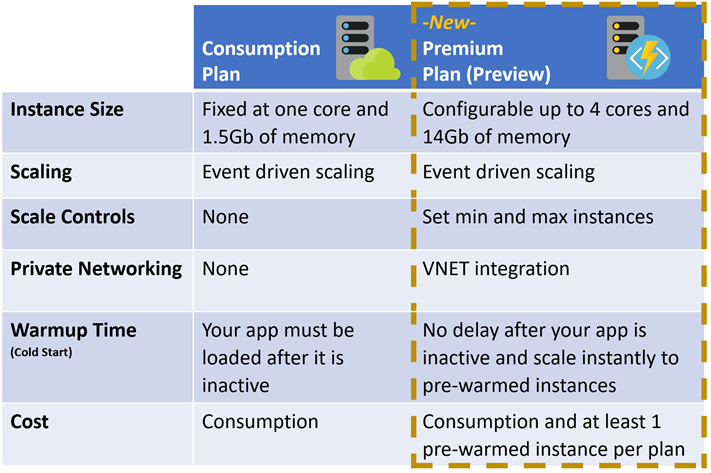 Consumption
Plan
-New-
Premium
Plan (Preview)
Instance Size
Fixed at one core and
1.5Gb of memory
Configurable up to 4 cores and
14Gb of memory
Scaling
Event driven scaling
Event driven scaling
Scale Controls
None
Set min and max instances
Private Networking
None
VNET integration
Warmup Time
(Cold Start)
Your app must be
loaded after it is
inactive
No delay after your app is
inactive and scale instantly to
pre-warmed instances
Cost
Consumption
Consumption and at least 1
pre-warmed instance per plan